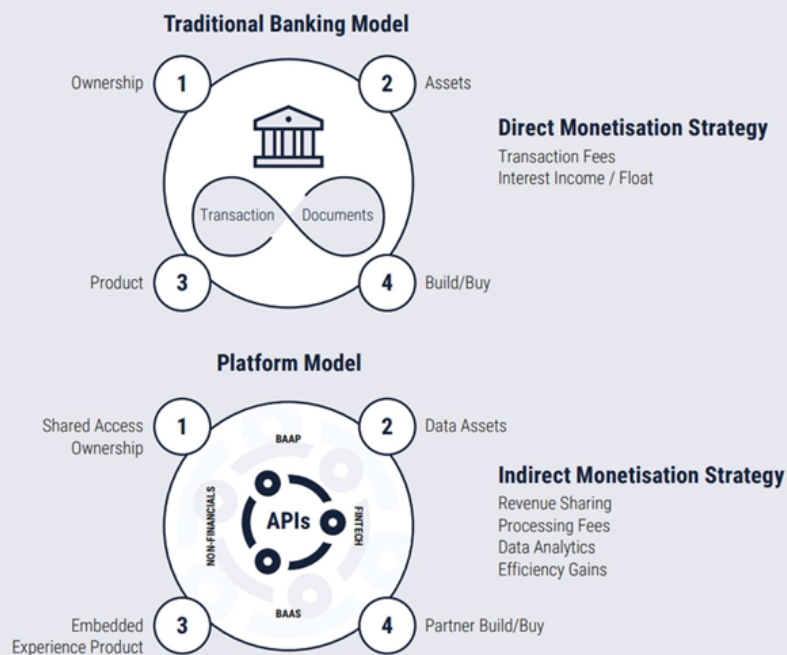 Traditional Banking Model
Ownership
1
2
Assets
Transaction
Documents
Product
3
4
Build/Buy
Direct Monetisation Strategy
Transaction Fees
Interest Income / Float
Platform Model
Shared Access
Ownership
1
2
Data Assets
BAAP
NON-FINANCIALS
APIs
FINTECH
BAAS
Embedded
Experience Product
3
4
Partner Build/Buy
Indirect Monetisation Strategy
Revenue Sharing
Processing Fees
Data Analytics
Efficiency Gains